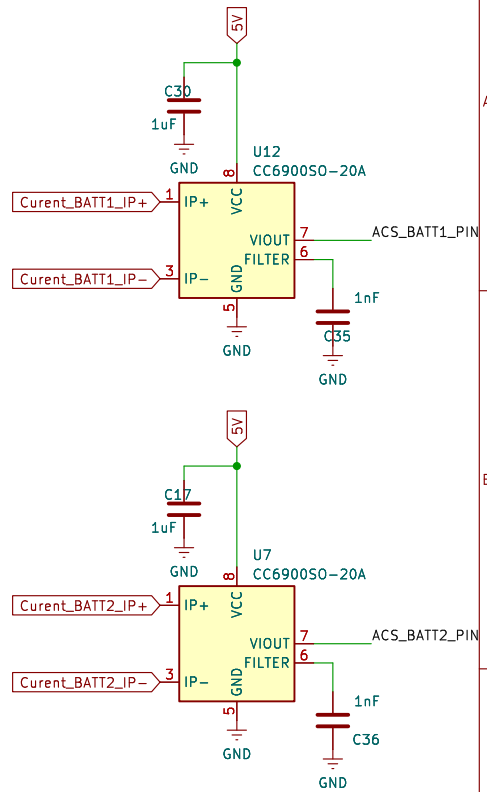 5V
C30
1uF
GND
U12
CC6900SO-20A
Curent_BATT1_IP+
1
IP+
8
VCC
VIOUT
7
ACS_BATT1_PIN
FILTER
6
Curent_BATT1_IP-
3
IP-
GND
5
GND
1nF
C35
GND
A
5V
C17
1uF
GND
U7
CC6900SO-20A
Curent_BATT2_IP+
1
IP+
8
VCC
VIOUT
7
ACS_BATT2_PIN
FILTER
6
Curent_BATT2_IP-
3
IP-
GND
5
GND
1nF
C36
GND